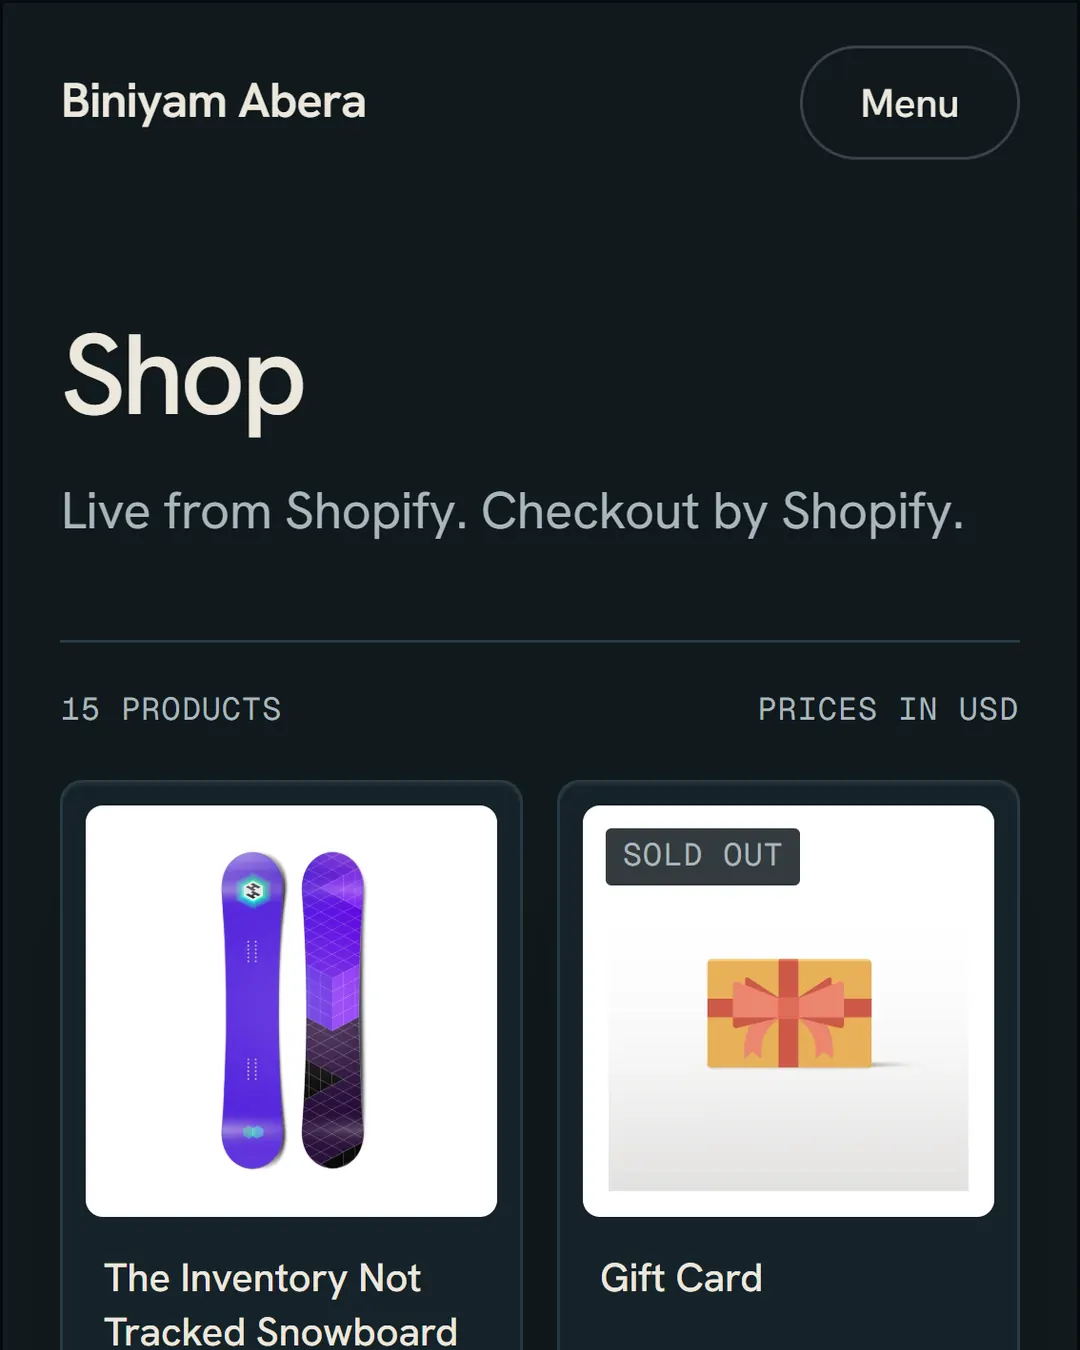 Biniyam Abera
Menu
Shop
Live from Shopify. Checkout by Shopify.
15 PRODUCTS
PRICES IN USD
SOLD OUT
The Inventory Not
Tracked Snowboard
Gift Card